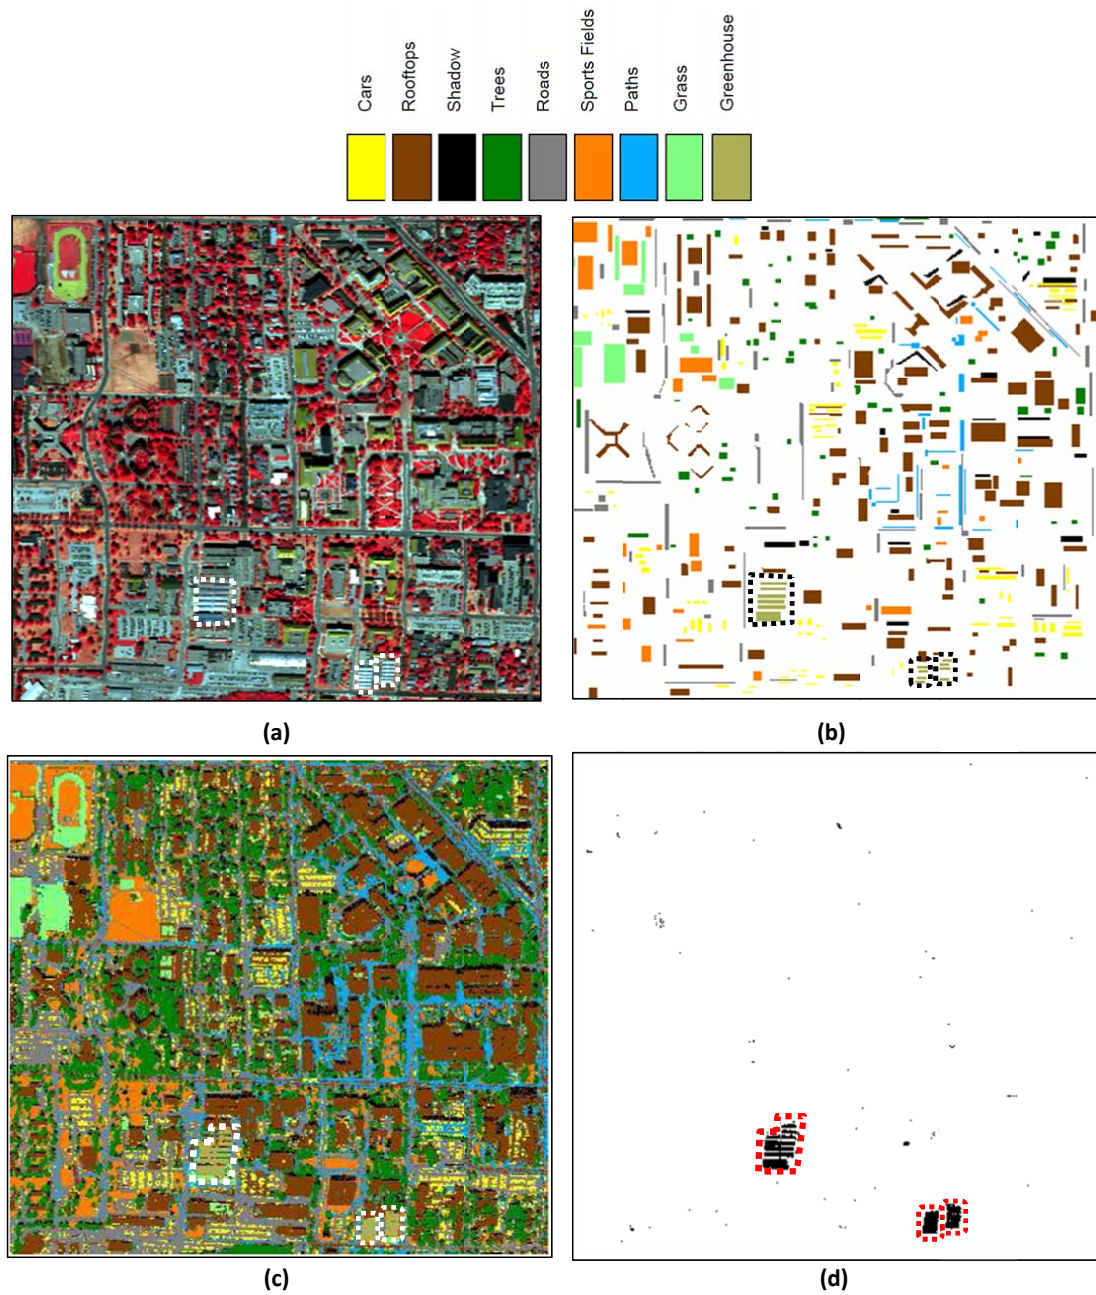 Cars
Rooftops
Shadow
Trees
Roads
Sports Fields
Paths
Grass
Greenhouse
(a)
(b)
(c)
(d)